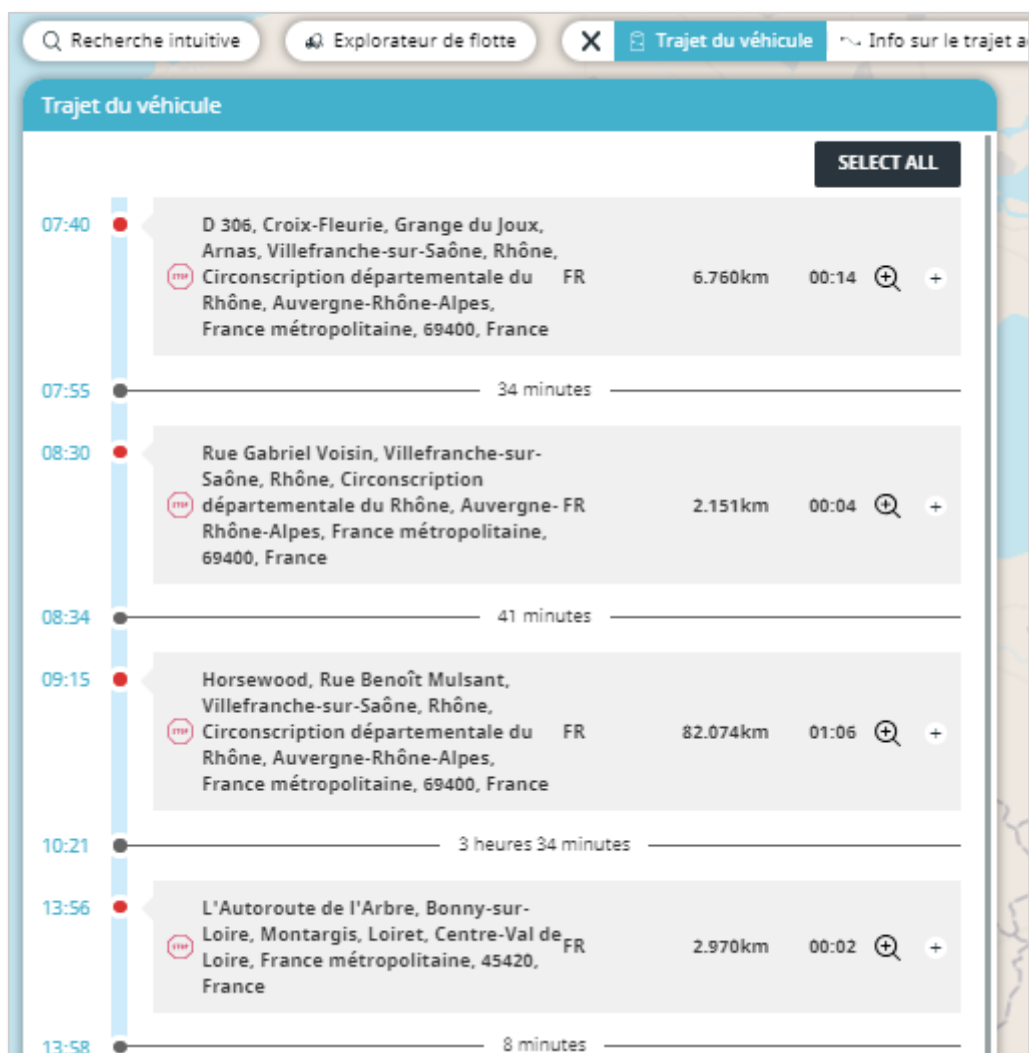 Recherche intuitive
Explorateur de flotte
X
Trajet du véhicule
Info sur le trajet a
Trajet du véhicule
SELECT ALL
07:40
D 306, Croix-Fleurie, Grange du Joux,
Arnas, Villefranche-sur-Saône, Rhône,
STOP Circonscription départementale du FR 6.760km 00:14 +
Rhône, Auvergne-Rhône-Alpes,
France métropolitaine, 69400, France
07:55 34 minutes
08:30
Rue Gabriel Voisin, Villefranche-sur-
Saône, Rhône, Circonscription
STOP départementale du Rhône, Auvergne- FR 2.151km 00:04 +
Rhône-Alpes, France métropolitaine,
69400, France
08:34 41 minutes
09:15
Horsewood, Rue Benoît Mulsant,
Villefranche-sur-Saône, Rhône,
STOP Circonscription départementale du FR 82.074km 01:06 +
Rhône, Auvergne-Rhône-Alpes,
France métropolitaine, 69400, France
10:21 3 heures 34 minutes
13:56
L'Autoroute de l'Arbre, Bonny-sur-
STOP Loire, Montargis, Loiret, Centre-Val de FR 2.970km 00:02 +
Loire, France métropolitaine, 45420,
France
13:58 8 minutes